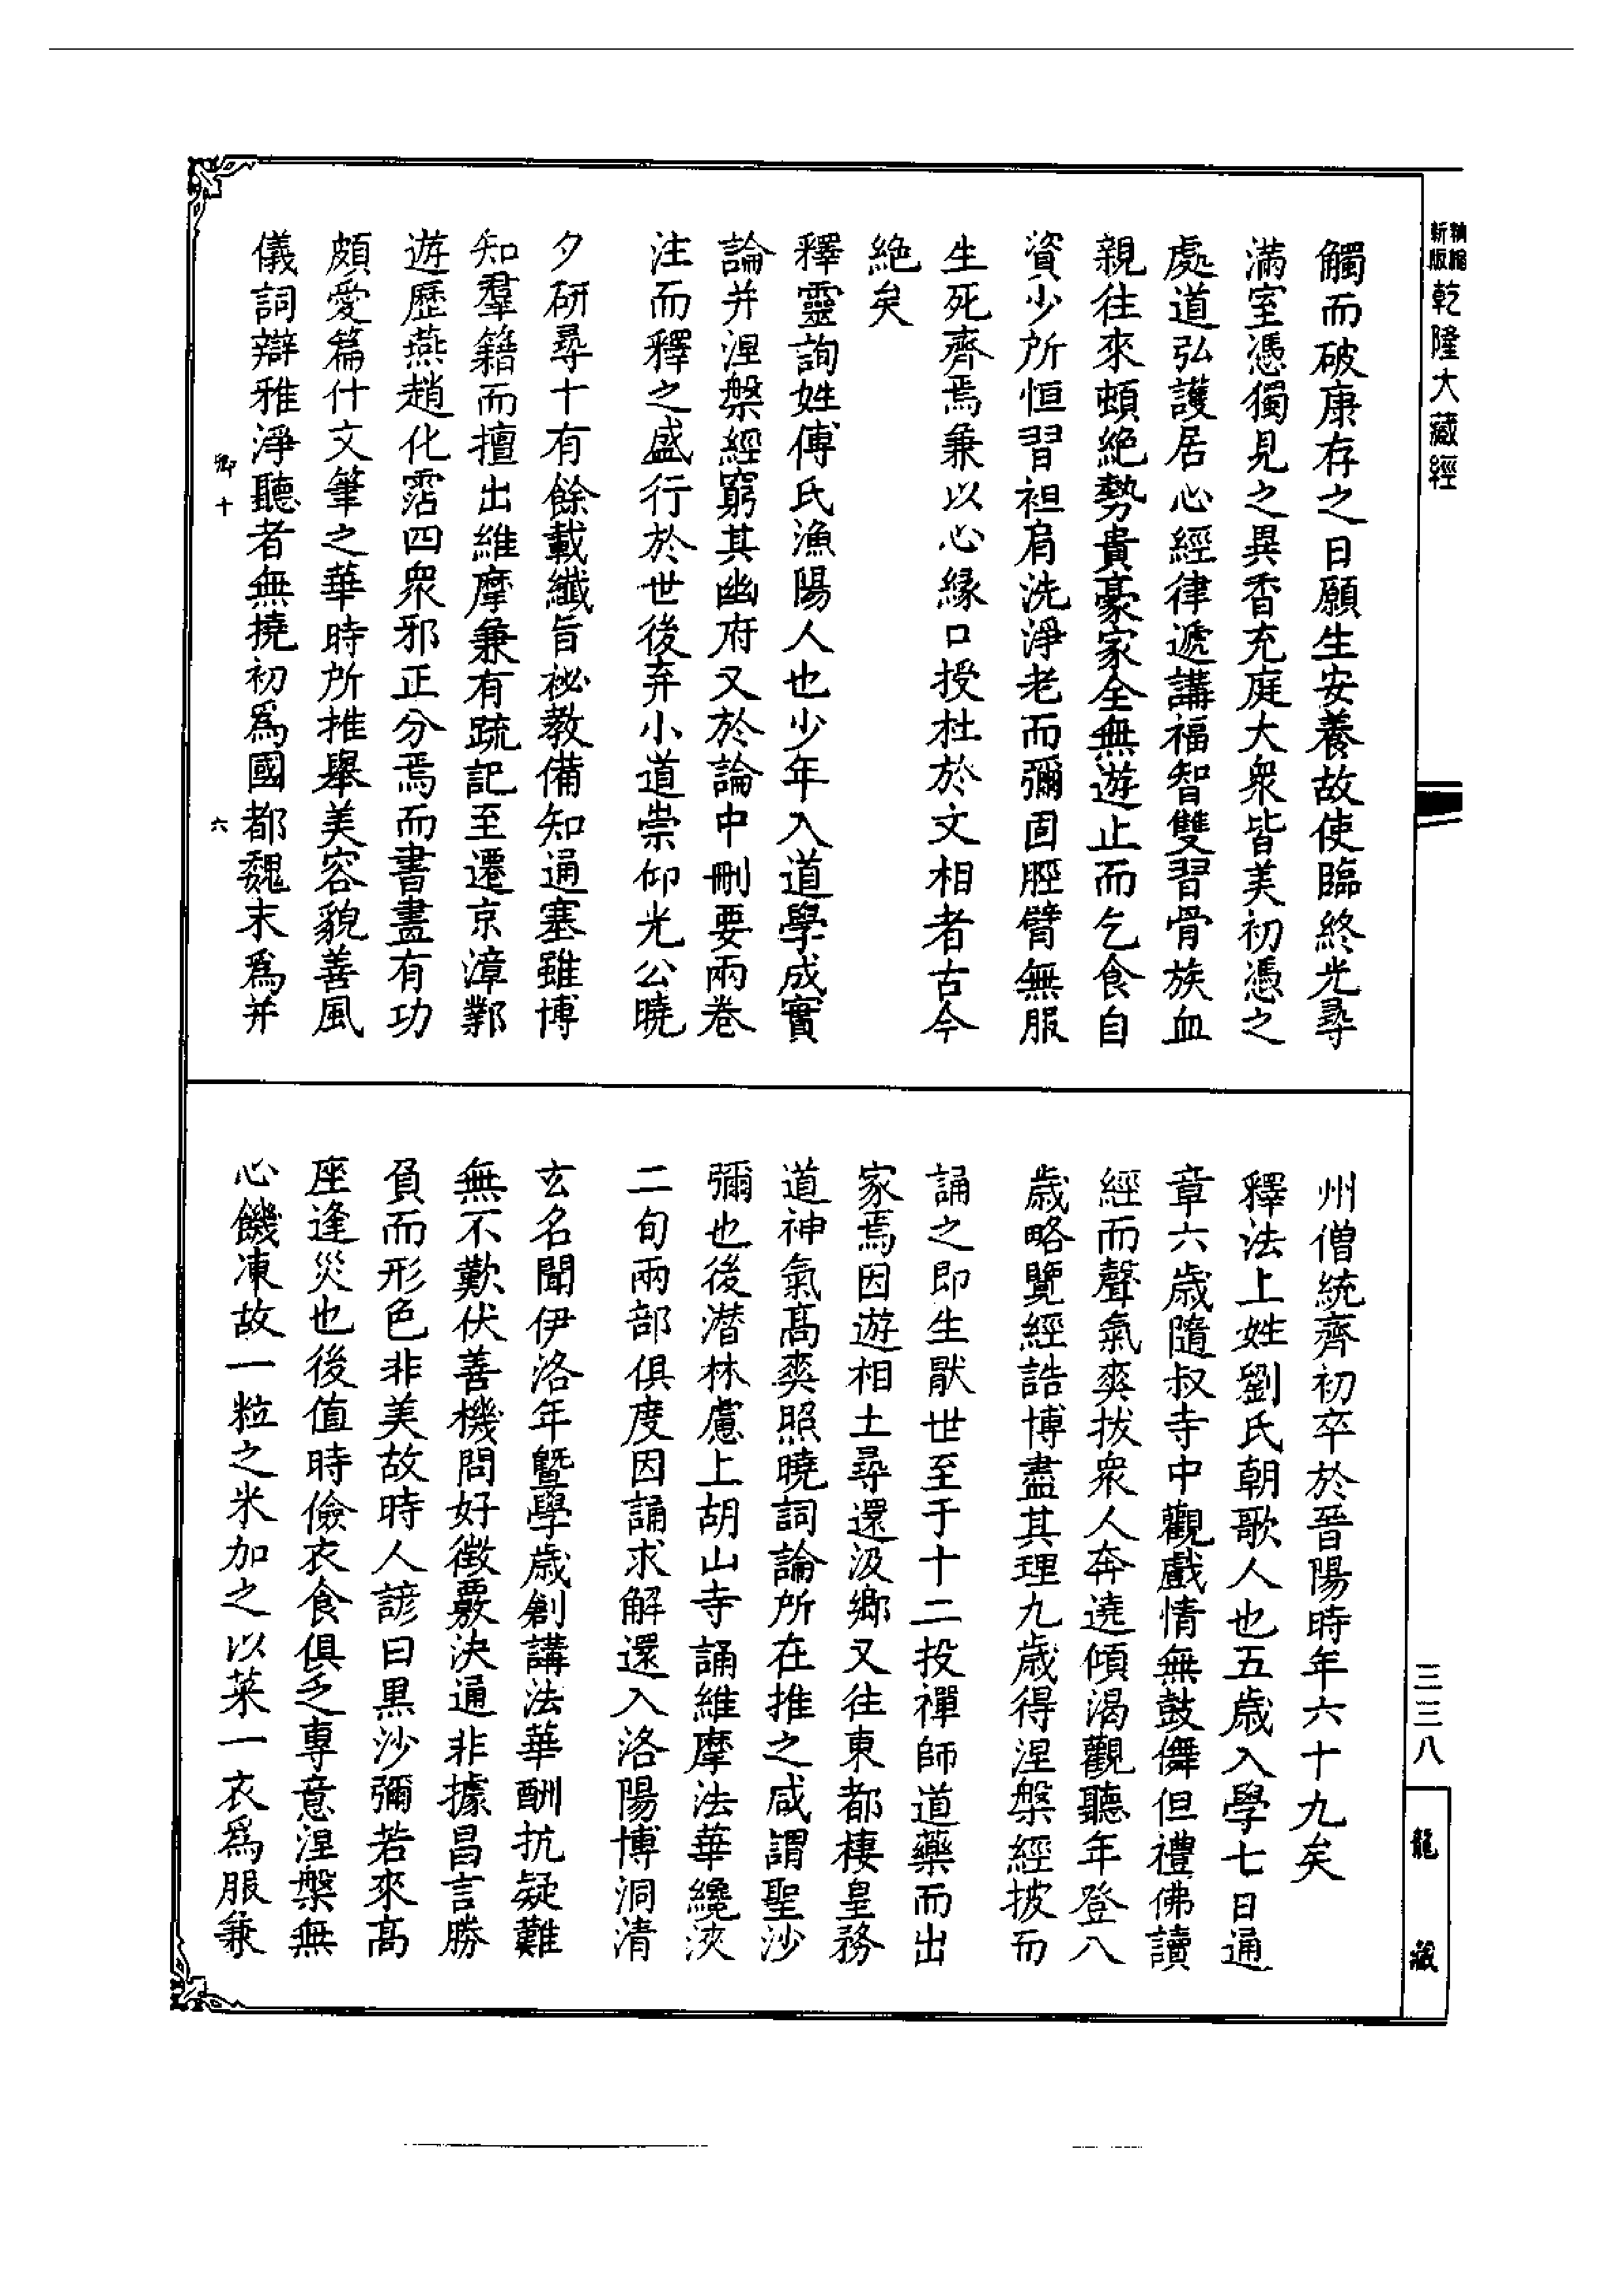 新版
精縮
乾隆大藏經
觸而破康存之日願生安養故使臨終光尋
滿室憑獨見之異香充庭大衆皆美初憑之
處道弘護居心經律遞講福智雙習骨族血
親往來頓絶勢貴豪家全無遊止而乞食自
資少所恒習袒肩洗淨老而彌固脛臂無服
生死齊焉兼以心緣口授杜於文相者古今
絶矣
釋靈詢姓傅氏漁陽人也少年入道學成實
論并涅槃經窮其幽府又於論中刪要兩卷
注而釋之盛行於世後弃小道崇仰光公曉
夕研尋十有餘載纖旨祕教備知通塞雖博
知羣籍而擅出維摩兼有疏記至遷京漳鄴
遊歷燕趙化霑四衆邪正分焉而書畫有功
頗愛篇什文筆之華時所推舉美容貌善風
儀詞辯雅淨聽者無撓初爲國都魏末爲并
卿十
六
州僧統齊初卒於晉陽時年六十九矣
釋法上姓劉氏朝歌人也五歲入學七日通
章六歲隨叔寺中觀戲情無鼓儛但禮佛讀
經而聲氣爽拔衆人奔遶傾渴觀聽年登八
歲略覽經誥博盡其理九歲得涅槃經披而
誦之即生猒世至于十二投禪師道藥而出
家焉因遊相土尋還汲鄉又往東都棲皇務
道神氣高爽照曉詞論所在推之咸謂聖沙
彌也後潛林慮上胡山寺誦維摩法華纔浹
二旬兩部俱度因誦求解還入洛陽博洞清
玄名聞伊洛年暨學歲創講法華酬抗疑難
無不歎伏善機問好徵覈決通非據昌言勝
負而形色非美故時人諺曰黑沙彌若來高
座逢災也後值時儉衣食俱乏專意涅槃無
心饑凍故一粒之米加之以菜一衣爲服兼
三三八
龍藏